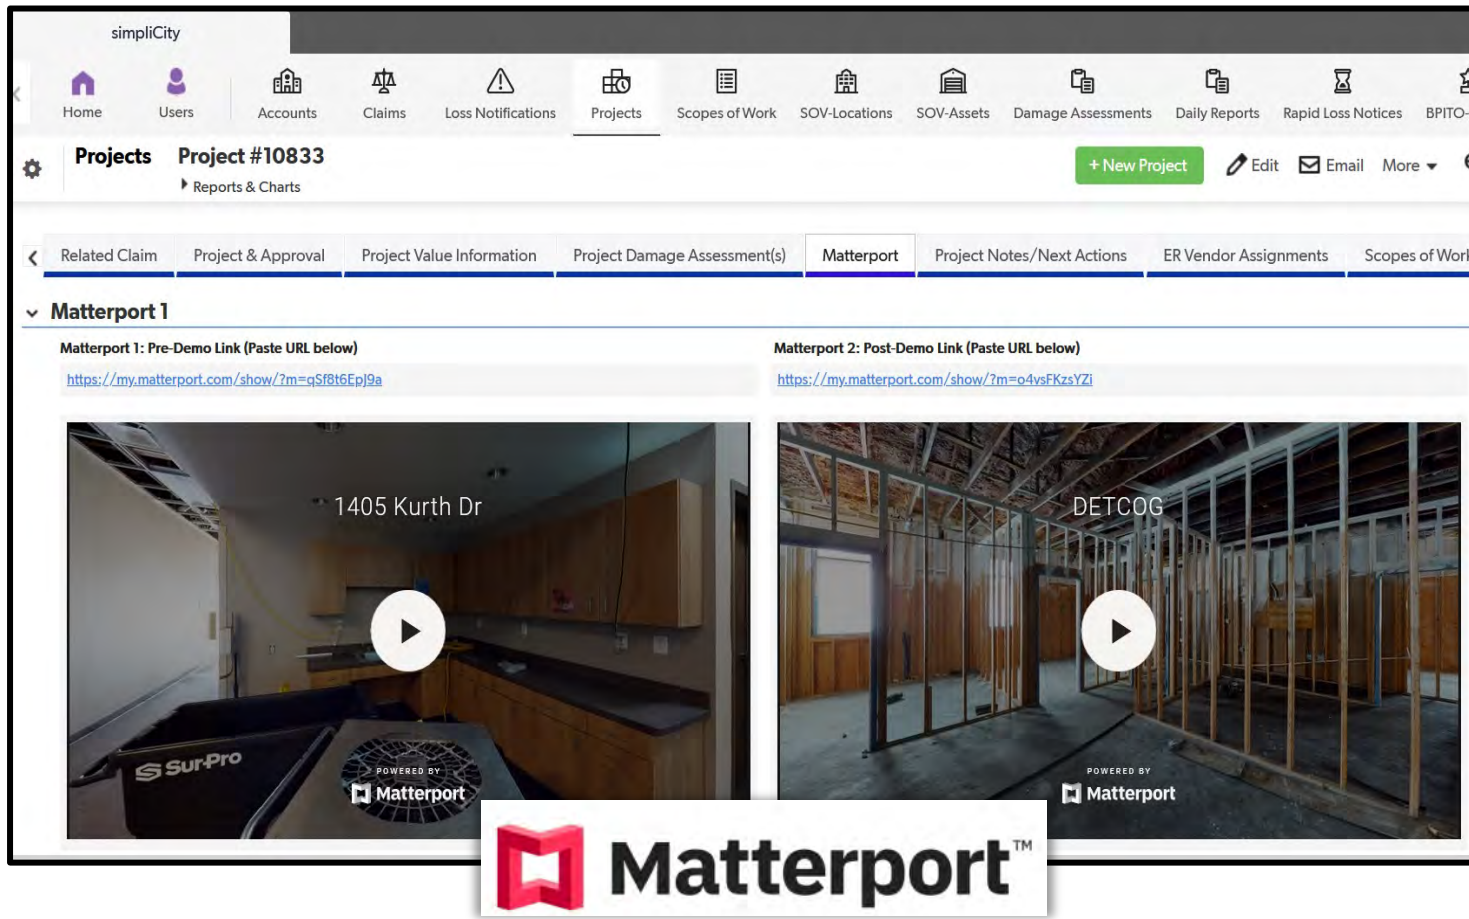 simpliCity
Home Users Accounts Claims Loss Notifications Projects Scopes of Work SOV-Locations SOV-Assets Damage Assessments Daily Reports Rapid Loss Notices BPITO-
Projects Project #10833 + New Project Edit Email More
Reports & Charts
Related Claim Project & Approval Project Value Information Project Damage Assessment(s) Matterport Project Notes/Next Actions ER Vendor Assignments Scopes of Work
Matterport 1
Matterport 1: Pre-Demo Link (Paste URL below) Matterport 2: Post-Demo Link (Paste URL below)
https://my.matterport.com/show/?m=qSf8t6EpJ9a https://my.matterport.com/show/?m=o4vsFKzsYZi
1405 Kurth Dr DETCOG
Sur-Pro
POWERED BY POWERED BY
Matterport Matterport
Matterport™